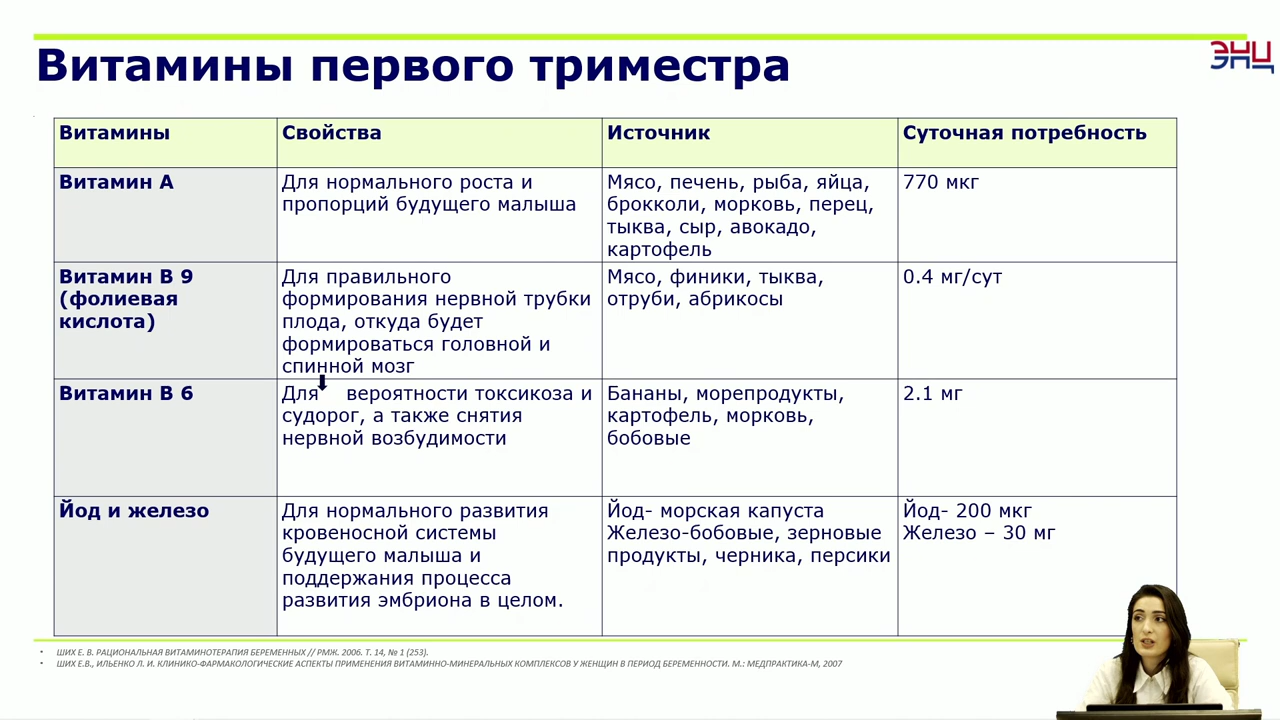 Витамины первого триместра
ЭНЦ
Витамины
Свойства
Источник
Суточная потребность
Витамин А
Для нормального роста и
пропорций будущего малыша
Мясо, печень, рыба, яйца,
брокколи, морковь, перец,
тыква, сыр, авокадо,
картофель
770 мкг
Витамин В 9
(фолиевая
кислота)
Для правильного
формирования нервной трубки
плода, откуда будет
формироваться головной и
спинной мозг
Мясо, финики, тыква,
отруби, абрикосы
0.4 мг/сут
Витамин В 6
Для вероятности токсикоза и
судорог, а также снятия
нервной возбудимости
Бананы, морепродукты,
картофель, морковь,
бобовые
2.1 мг
Йод и железо
Для нормального развития
кровеносной системы
будущего малыша и
поддержания процесса
развития эмбриона в целом.
Йод- морская капуста
Железо-бобовые, зерновые
продукты, черника, персики
Йод- 200 мкг
Железо – 30 мг
• ШИХ Е. В. РАЦИОНАЛЬНАЯ ВИТАМИНОТЕРАПИЯ БЕРЕМЕННЫХ // РМЖ. 2006. Т. 14, № 1 (253).
• ШИХ Е.В., ИЛЬЕНКО Л. И. КЛИНИКО-ФАРМАКОЛОГИЧЕСКИЕ АСПЕКТЫ ПРИМЕНЕНИЯ ВИТАМИННО-МИНЕРАЛЬНЫХ КОМПЛЕКСОВ У ЖЕНЩИН В ПЕРИОД БЕРЕМЕННОСТИ. М.: МЕДПРАКТИКА-М, 2007